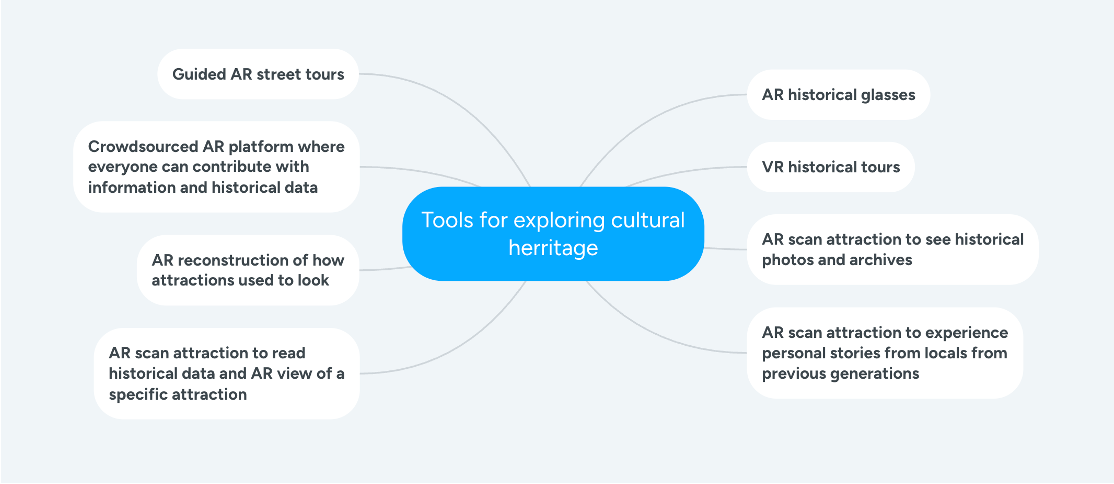 Guided AR street tours
Crowdsourced AR platform where
everyone can contribute with
information and historical data
AR reconstruction of how
attractions used to look
AR scan attraction to read
historical data and AR view of a
specific attraction
Tools for exploring cultural
herritage
AR historical glasses
VR historical tours
AR scan attraction to see historical
photos and archives
AR scan attraction to experience
personal stories from locals from
previous generations